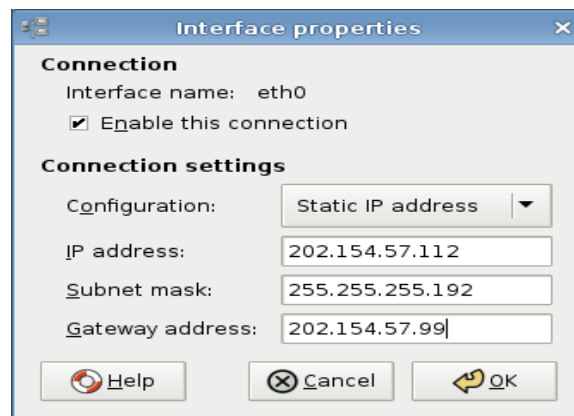 Interface properties
Connection
Interface name: eth0
Enable this connection
Connection settings
Configuration: Static IP address
IP address: 202.154.57.112
Subnet mask: 255.255.255.192
Gateway address: 202.154.57.99
Help Cancel OK